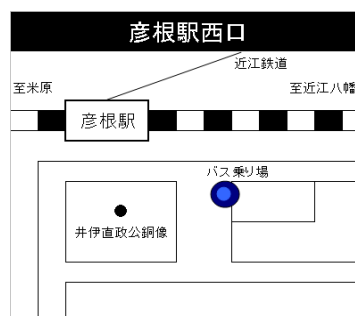 彦根駅西口
近江鉄道
至米原
至近江八幡
彦根駅
バス乗り場
井伊直政公銅像